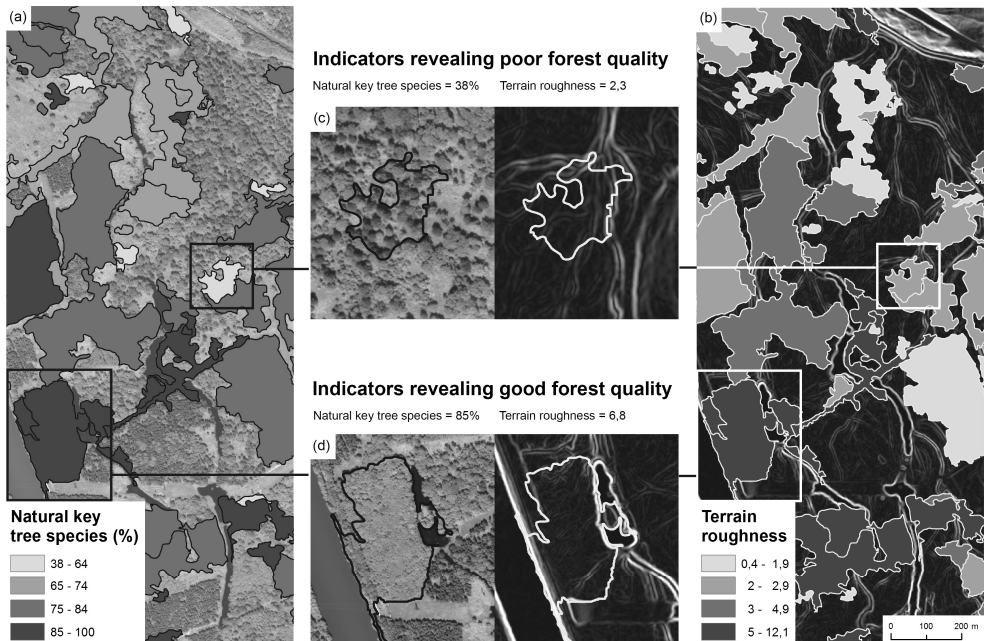 (a)
(b)
Indicators revealing poor forest quality
Natural key tree species = 38% Terrain roughness = 2,3
(c)
Indicators revealing good forest quality
Natural key tree species = 85% Terrain roughness = 6,8
(d)
Natural key
tree species (%)
38 - 64
65 - 74
75 - 84
85 - 100
Terrain
roughness
0,4 - 1,9
2 - 2,9
3 - 4,9
5 - 12,1
0 100 200 m